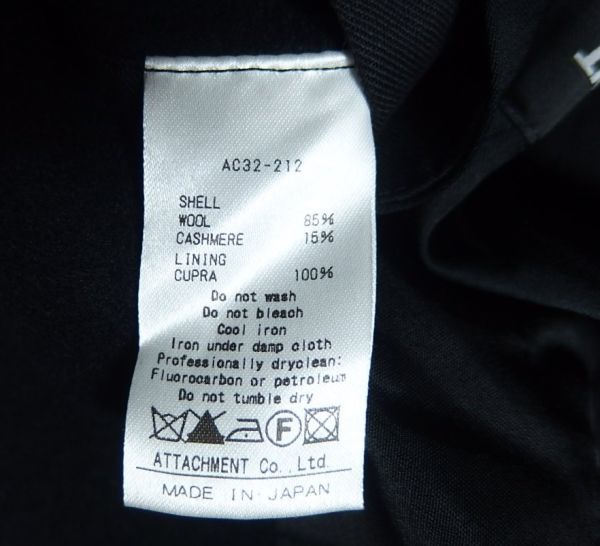 AC32-212
SHELL
WOOL 85%
CASHMERE 15%
LINING
CUPRA 100%
Do not wash
Do not bleach
Cool iron
Iron under damp cloth
Professionally dryclean:
Fluorocarbon or petroleum
Do not tumble dry
F
ATTACHMENT Co.,Ltd.
MADE IN JAPAN